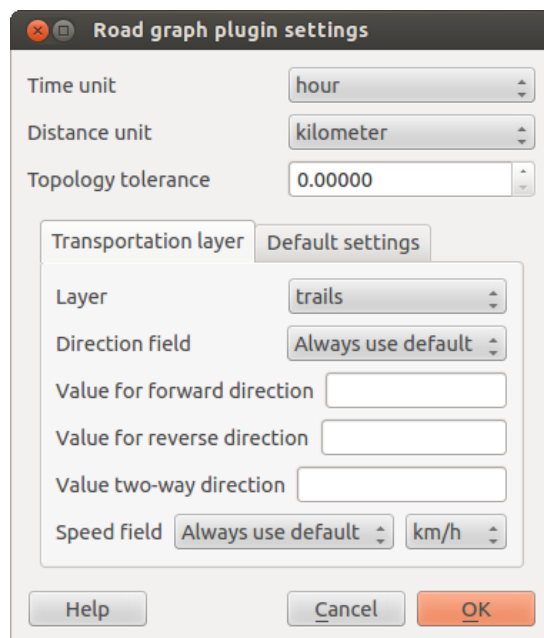 Road graph plugin settings
Time unit hour
Distance unit kilometer
Topology tolerance 0.00000
Transportation layer Default settings
Layer trails
Direction field Always use default
Value for forward direction
Value for reverse direction
Value two-way direction
Speed field Always use default km/h
Help Cancel OK